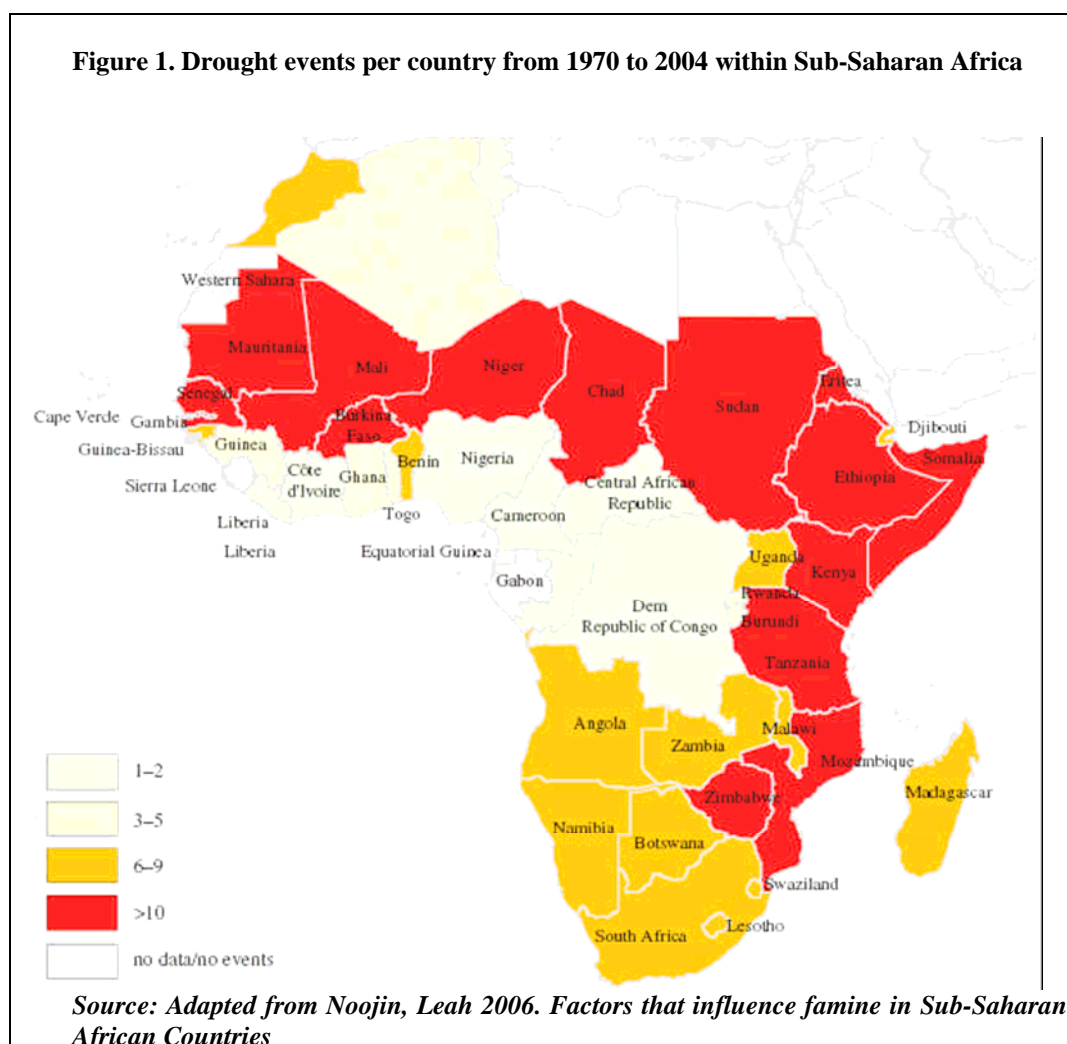 Figure 1. Drought events per country from 1970 to 2004 within Sub-Saharan Africa
Western Sahara
Mauritania
Mali
Niger
Chad
Sudan
Eritea
Senegal
Cape Verde
Gambia
Burkina
Faso
Djibouti
Guinea-Bissau
Guinea
Benin
Nigeria
Somalia
Côte
d'Ivoire
Ghana
Central African
Republic
Ethiopia
Sierra Leone
Liberia
Togo
Cameroon
Liberia
Equatorial Guinea
Uganda
Kenya
Gabon
Rwanda
Dem
Republic of Congo
Burundi
Tanzania
Angola
Zambia
Malawi
Mozambique
Zimbabwe
Madagascar
Namibia
Botswana
Swaziland
Lesotho
South Africa
1–2
3–5
6–9
>10
no data/no events
Source: Adapted from Noojin, Leah 2006. Factors that influence famine in Sub-Saharan
African Countries